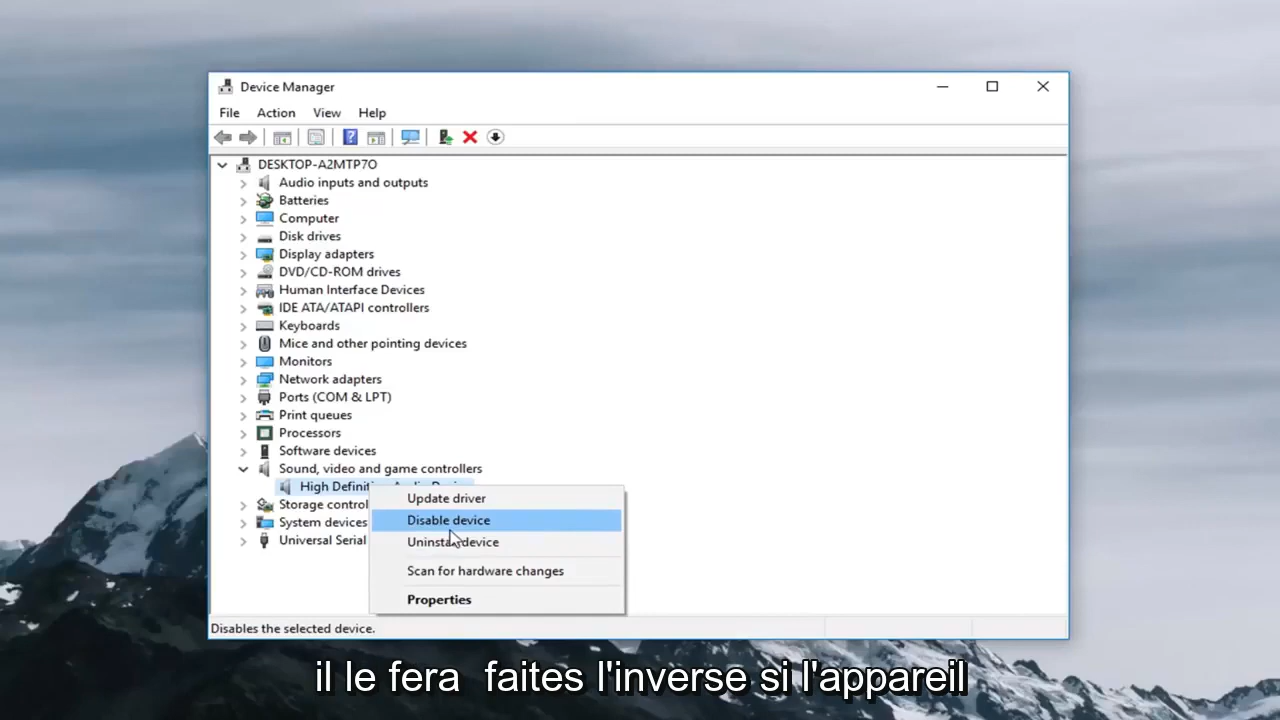 Device Manager
File Action View Help
DESKTOP-A2MTP7O
Audio inputs and outputs
Batteries
Computer
Disk drives
Display adapters
DVD/CD-ROM drives
Human Interface Devices
IDE ATA/ATAPI controllers
Keyboards
Mice and other pointing devices
Monitors
Network adapters
Ports (COM & LPT)
Print queues
Processors
Software devices
Sound, video and game controllers
High
Storage
System devices
Universal Serial
Update driver
Disable device
Uninstall device
Scan for hardware changes
Properties
Disables the selected device.
il le fera faites l'inverse si l'appareil